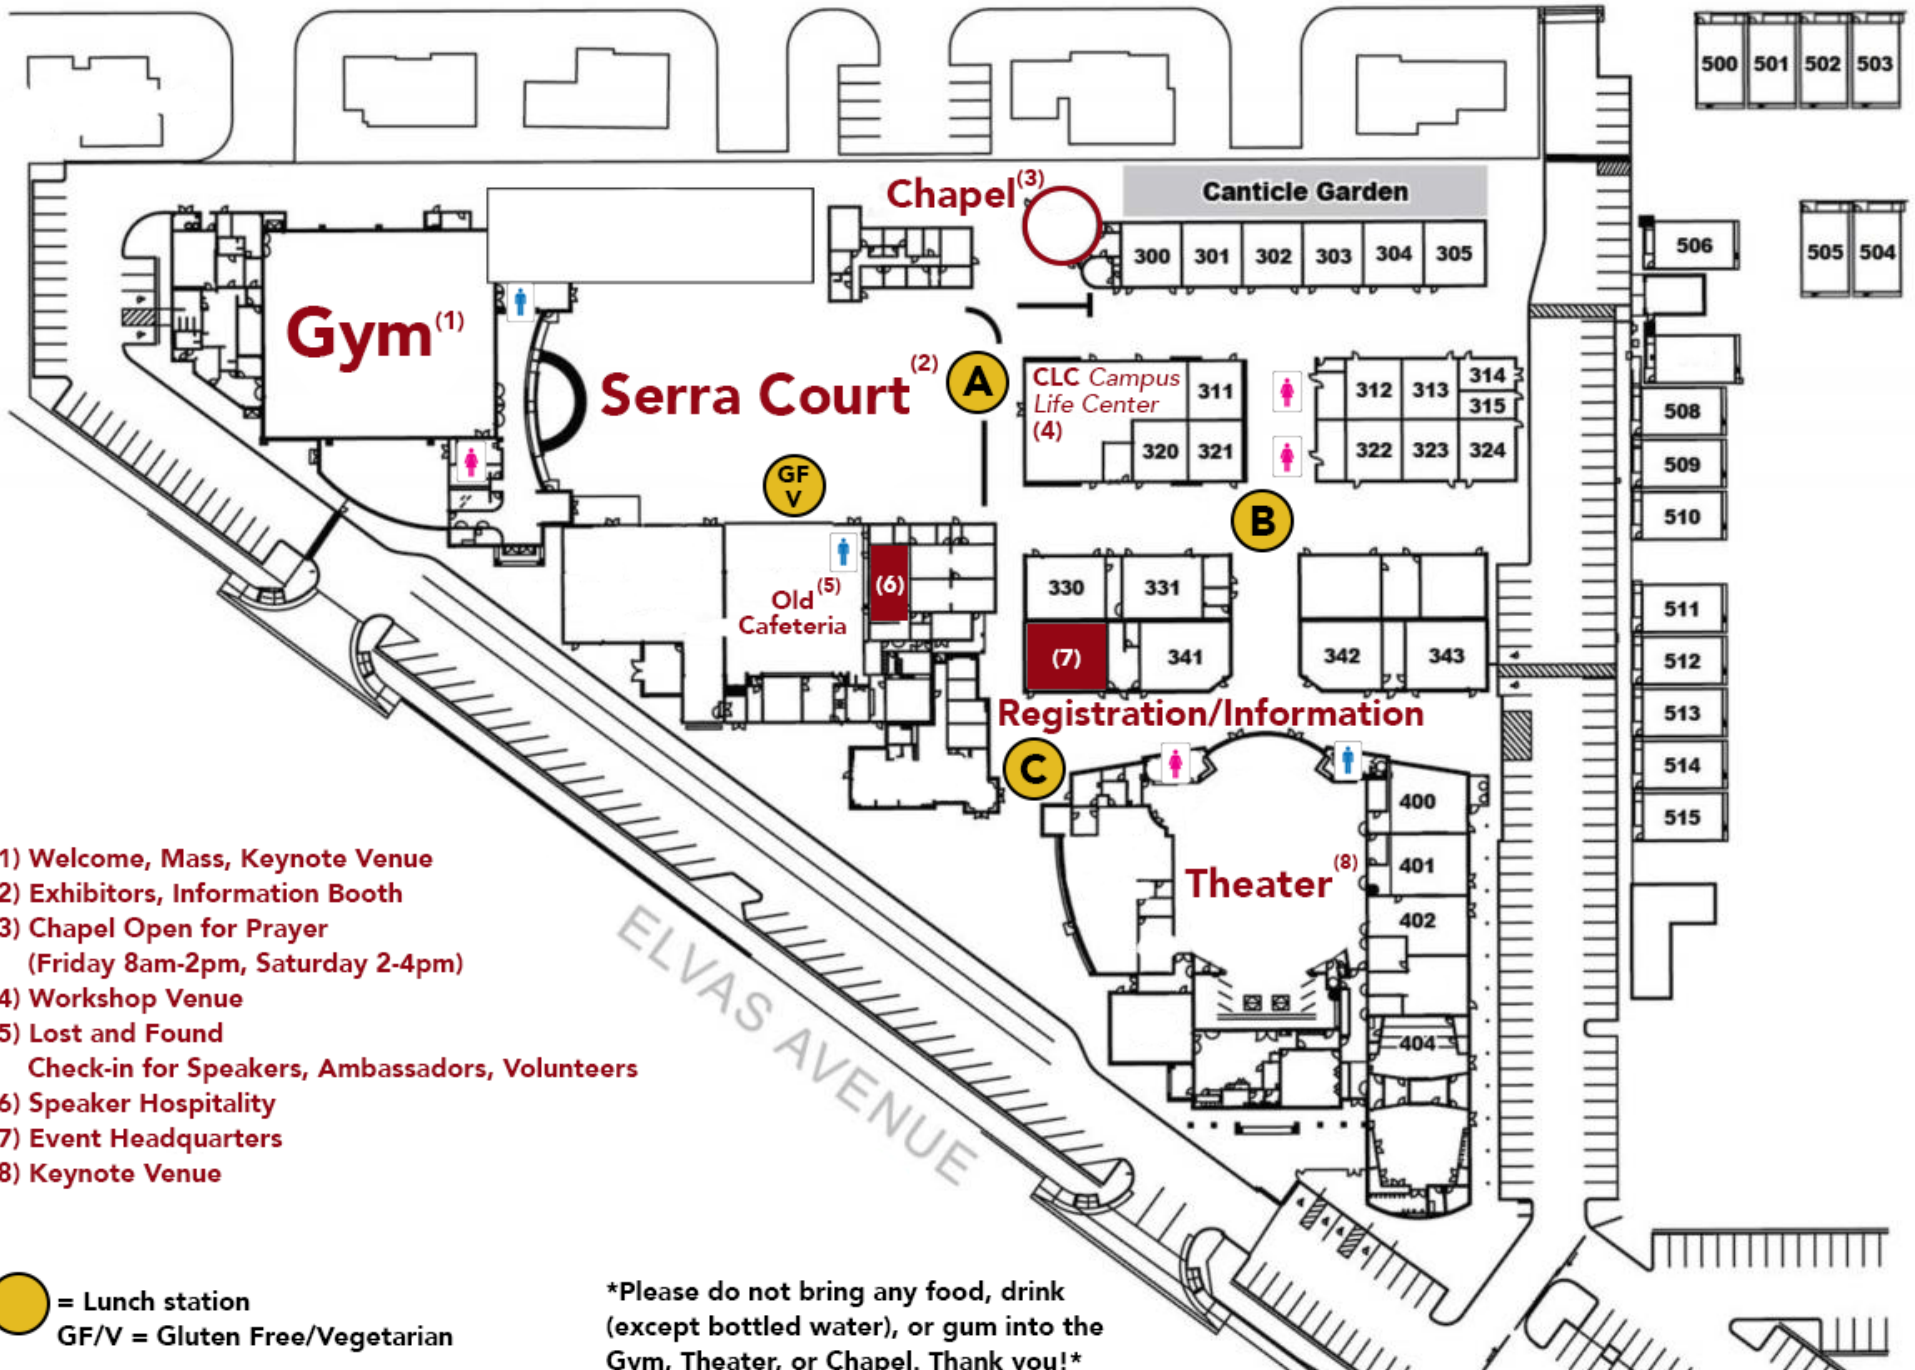 500 501 502 503
Chapel(3)
Canticle Garden
506
505 504
300 301 302 303 304 305
Gym(1)
Serra Court(2)
A
CLC Campus
Life Center
(4)
311
312 313 314
315
320 321
322 323 324
508
509
510
GF
V
B
(6)
Old(5)
Cafeteria
330 331
(7)
341
342 343
511
512
513
514
515
Registration/Information
C
400
401
402
404
Theater(8)
ELVAS AVENUE
1) Welcome, Mass, Keynote Venue
2) Exhibitors, Information Booth
3) Chapel Open for Prayer
(Friday 8am-2pm, Saturday 2-4pm)
4) Workshop Venue
5) Lost and Found
Check-in for Speakers, Ambassadors, Volunteers
6) Speaker Hospitality
7) Event Headquarters
8) Keynote Venue
= Lunch station
GF/V = Gluten Free/Vegetarian
*Please do not bring any food, drink
(except bottled water), or gum into the
Gym, Theater, or Chapel. Thank you!*